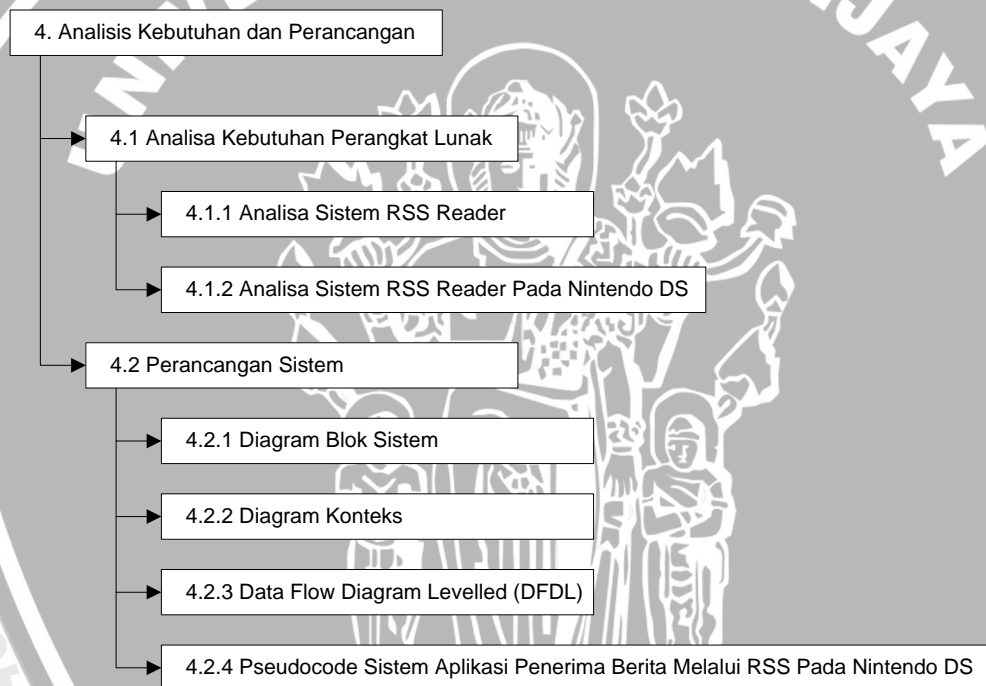 4. Analisis Kebutuhan dan Perancangan
4.1 Analisa Kebutuhan Perangkat Lunak
4.1.1 Analisa Sistem RSS Reader
4.1.2 Analisa Sistem RSS Reader Pada Nintendo DS
4.2 Perancangan Sistem
4.2.1 Diagram Blok Sistem
4.2.2 Diagram Konteks
4.2.3 Data Flow Diagram Levelled (DFDL)
4.2.4 Pseudocode Sistem Aplikasi Penerima Berita Melalui RSS Pada Nintendo DS